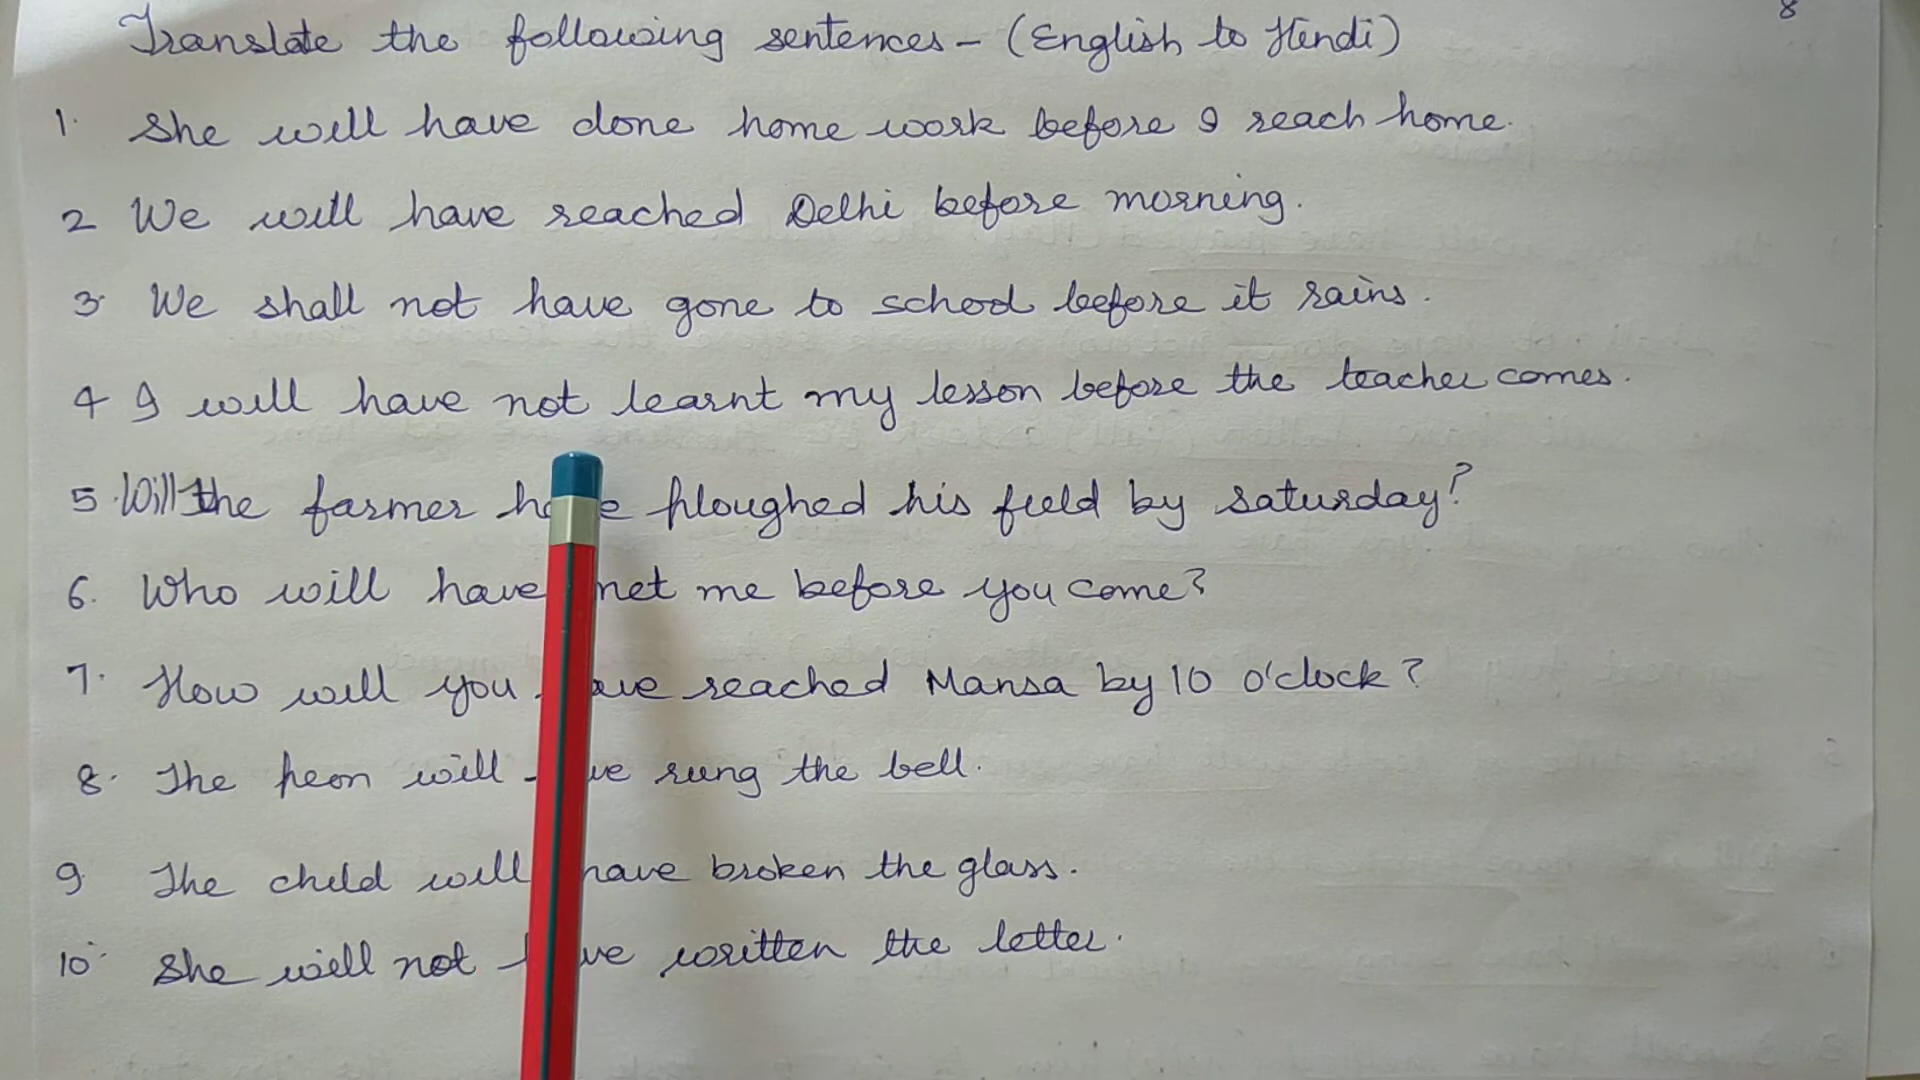 8
Translate the following sentences - (English to Hindi)
1. She will have done home work before I reach home.
2 We will have reached Delhi before morning.
3. We shall not have gone to school before it rains.
4 I will have not learnt my lesson before the teacher comes.
5. Will the farmer have ploughed his field by saturday?
6. Who will have met me before you come?
7. How will you have reached Mansa by 10 o'clock?
8. The peon will have rung the bell.
9 The child will have broken the glass.
10. She will not have written the letter.